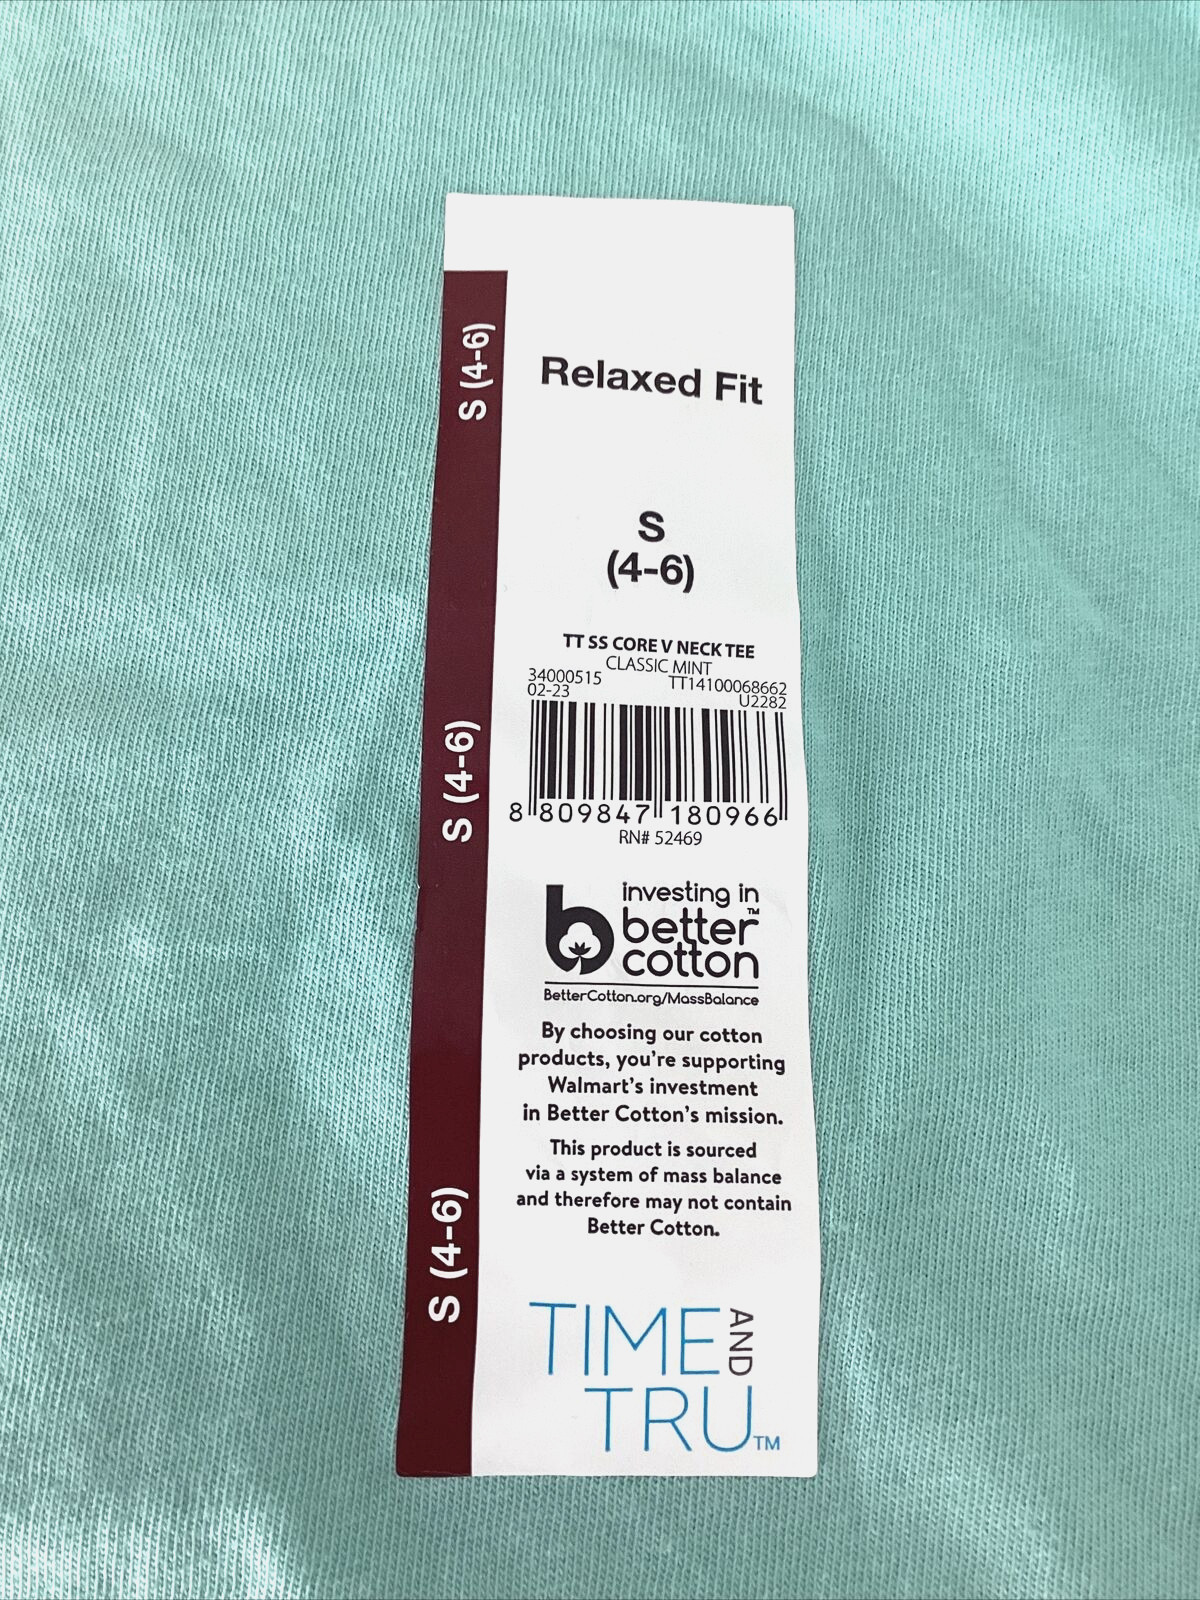 S (4-6)
Relaxed Fit
S
(4-6)
TT SS CORE V NECK TEE
CLASSIC MINT
34000515 TT14100068662
02-23 U2282
8 809847 180966
RN# 52469
S (4-6)
investing in
better™
cotton
BetterCotton.org/MassBalance
By choosing our cotton
products, you're supporting
Walmart's investment
in Better Cotton's mission.
This product is sourced
via a system of mass balance
and therefore may not contain
Better Cotton.
S (4-6)
TIME AND
TRU™